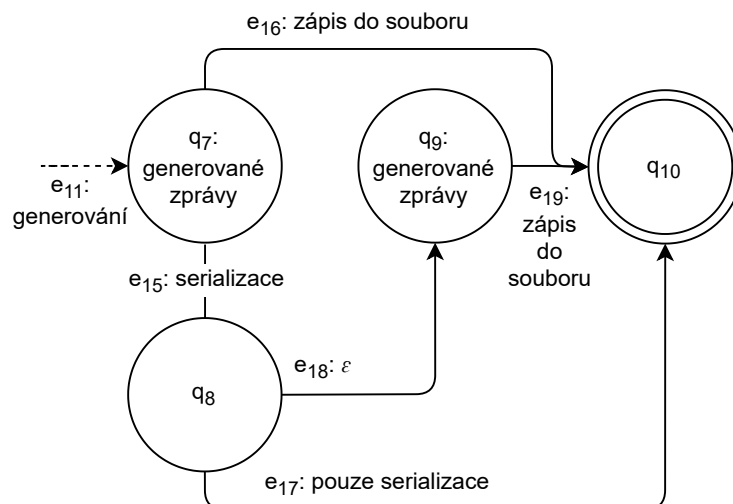 e16: zápis do souboru
q7:
generované
zprávy
q9:
generované
zprávy
q10
e11:
generování
e19:
zápis
do
souboru
e15: serializace
q8
e18: ε
e17: pouze serializace